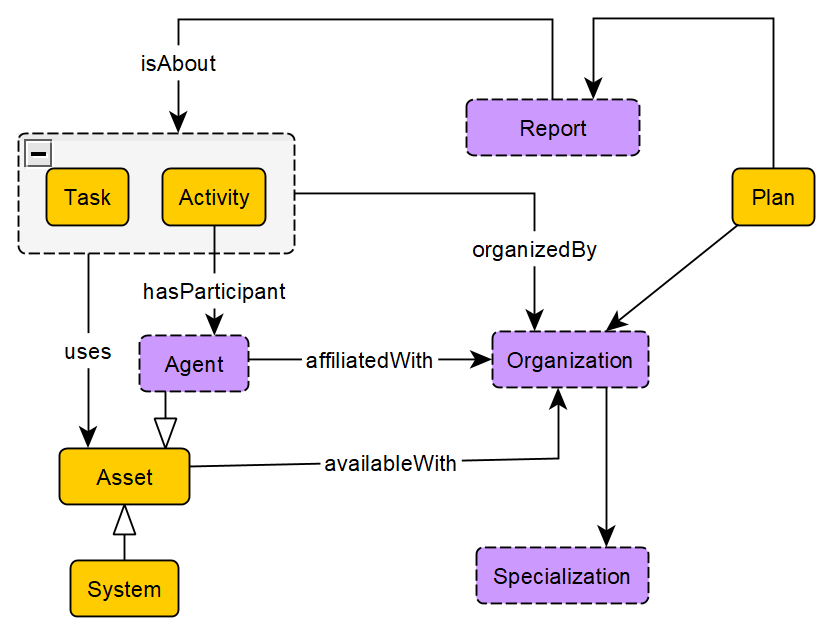 isAbout
Report
Task
Activity
Plan
organizedBy
hasParticipant
uses
Agent
affiliatedWith
Organization
Asset
availableWith
System
Specialization